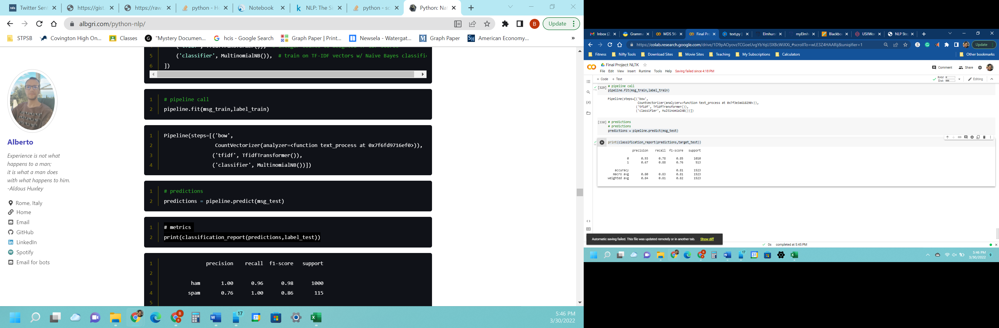 tds Twitter Sent
https://gist.
https://raw.
python - Ho
Notebook
NLP: The Si
python - sc
Python: Nat
albgri.com/python-nlp/
B
Update
STPSB
Covington High On...
Classes
"Mystery Documen...
hcis - Google Search
Graph Paper | Print...
Newsela - Watergat...
Graph Paper
American Economy...
»
Alberto
Experience is not what
happens to a man;
it is what a man does
with what happens to him.
-Aldous Huxley
Rome, Italy
Home
Email
GitHub
LinkedIn
Spotify
Email for bots
5 ('classifier', MultinomialNB()), # train on TF-IDF vectors w/ Naive Bayes classifi
6 ])
1 # pipeline call
2 pipeline.fit(msg_train,label_train)
1 Pipeline(steps=[('bow',
2 CountVectorizer(analyzer=<function text_process at 0x7f6fd9716ef0>)),
3 ('tfidf', TfidfTransformer()),
4 ('classifier', MultinomialNB())])
1 # predictions
2 predictions = pipeline.predict(msg_test)
1 # metrics
2 print(classification_report(predictions,label_test))
1 precision recall f1-score support
2
3 ham 1.00 0.96 0.98 1000
4 spam 0.76 1.00 0.86 115
5
17
31
5:46 PM
3/30/2022
Inbox (2
Gramma
MDS 56
Final Pro
text.py |
Elmhurs
myElmh
Blackbo
USIIWor
NLP Ste
https://colab.research.google.com/drive/1D9pAOyovzTCGoeUvgYbYqU3XBcWiXXi_#scrollTo=wLE3Z4HAARij&uniqifier=1
Update
Fitness
Nifty Tools
Download Sites
Movie Sites
Teaching
My Subscriptions
Calculators
Other bookmarks
Final Project NLTK
File Edit View Insert Runtime Tools Help Saving failed since 4:18 PM
Comment
Share
+ Code + Text
RAM
Disk
Editing
[329] # pipeline call
pipeline.fit(msg_train,label_train)
Pipeline(steps=[('bow',
CountVectorizer(analyzer=<function text_process at 0x7f3e3a618290>)),
('tfidf', TfidfTransformer()),
('classifier', MultinomialNB())])
[330] # predictions
# predictions
predictions = pipeline.predict(msg_test)
print(classification_report(predictions,target_test))
precision recall f1-score support
0 0.93 0.78 0.85 1010
1 0.67 0.88 0.76 513
accuracy 0.81 1523
macro avg 0.80 0.83 0.81 1523
weighted avg 0.84 0.81 0.82 1523
Automatic saving failed. This file was updated remotely or in another tab. Show diff
0s completed at 5:45 PM
17
31
5:46 PM
3/30/2022
9